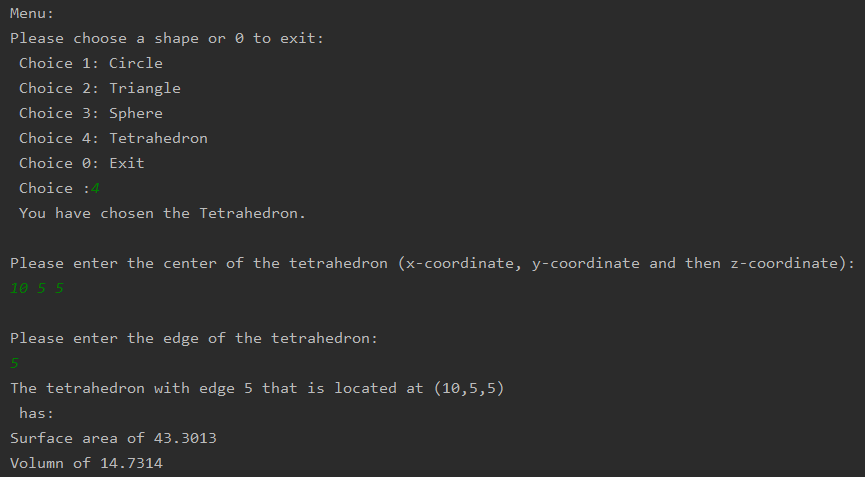 Menu:
Please choose a shape or 0 to exit:
Choice 1: Circle
Choice 2: Triangle
Choice 3: Sphere
Choice 4: Tetrahedron
Choice 0: Exit
Choice :4
You have chosen the Tetrahedron.
Please enter the center of the tetrahedron (x-coordinate, y-coordinate and then z-coordinate):
10 5 5
Please enter the edge of the tetrahedron:
5
The tetrahedron with edge 5 that is located at (10,5,5)
has:
Surface area of 43.3013
Volumn of 14.7314